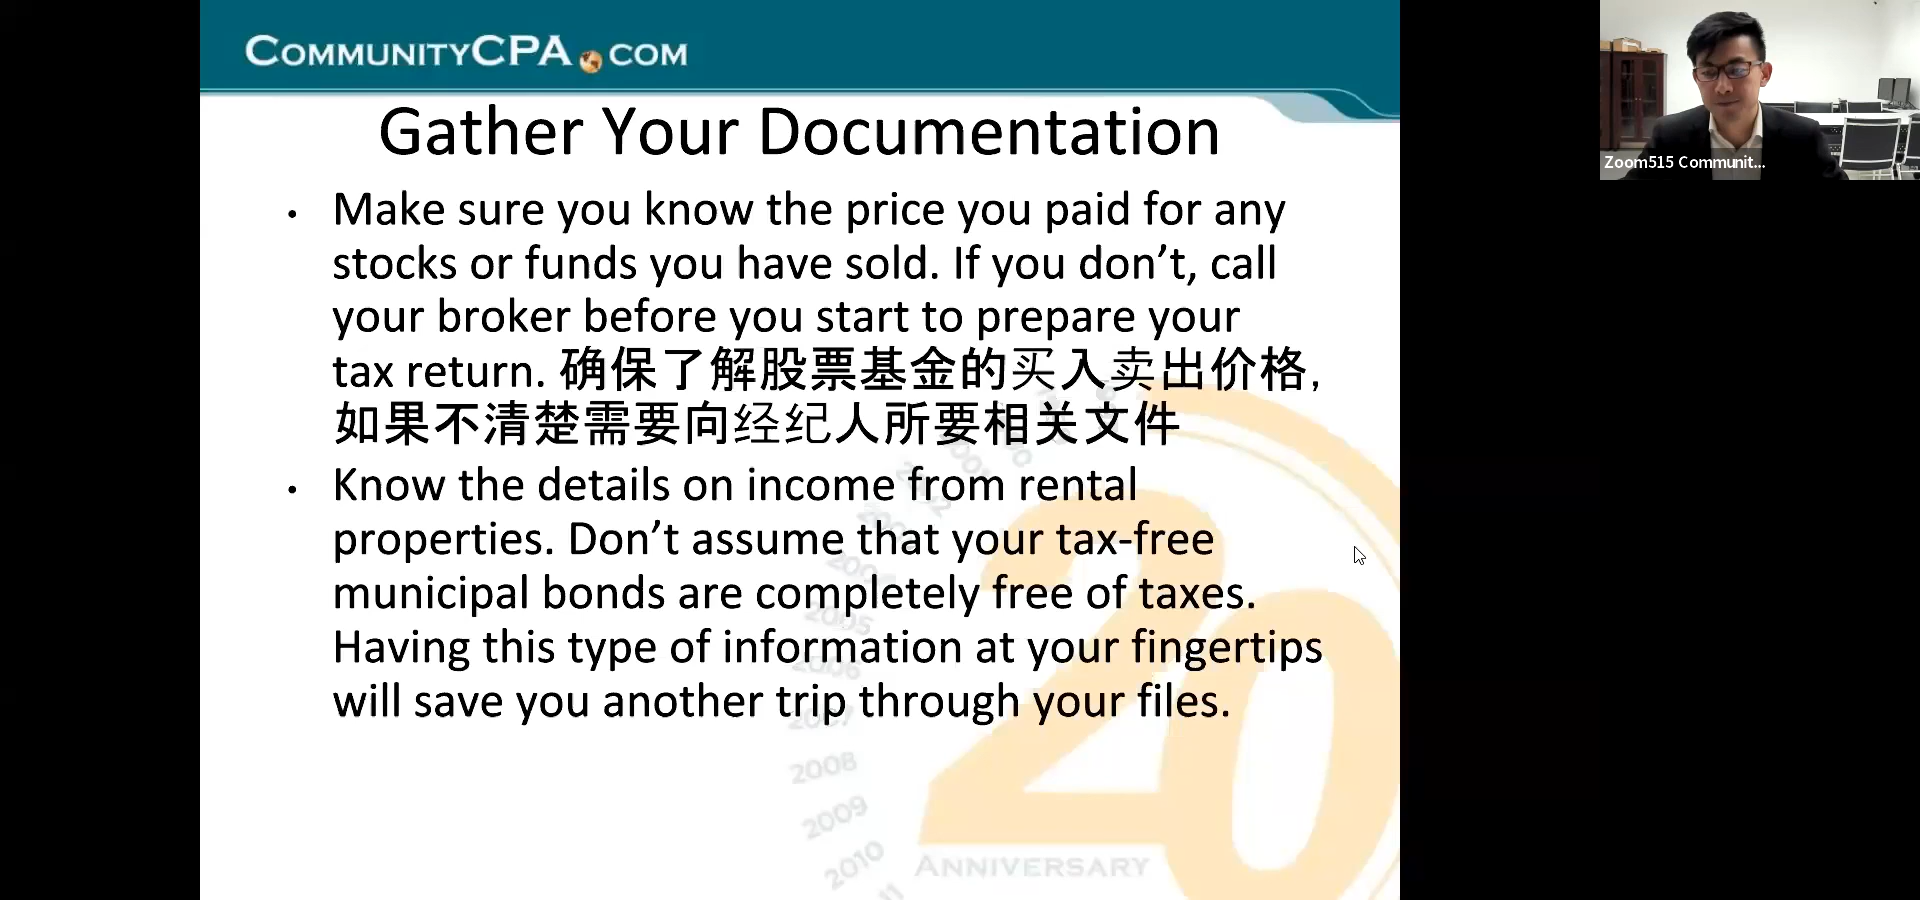 COMMUNITYCPA.COM
Gather Your Documentation
• Make sure you know the price you paid for any
stocks or funds you have sold. If you don’t, call
your broker before you start to prepare your
tax return. 确保了解股票基金的买入卖出价格,
如果不清楚需要向经纪人所要相关文件
• Know the details on income from rental
properties. Don’t assume that your tax-free
municipal bonds are completely free of taxes.
Having this type of information at your fingertips
will save you another trip through your files.
2005
2006
2007
2008
2009
2010
20
ANNIVERSARY
Zoom515 Communit...